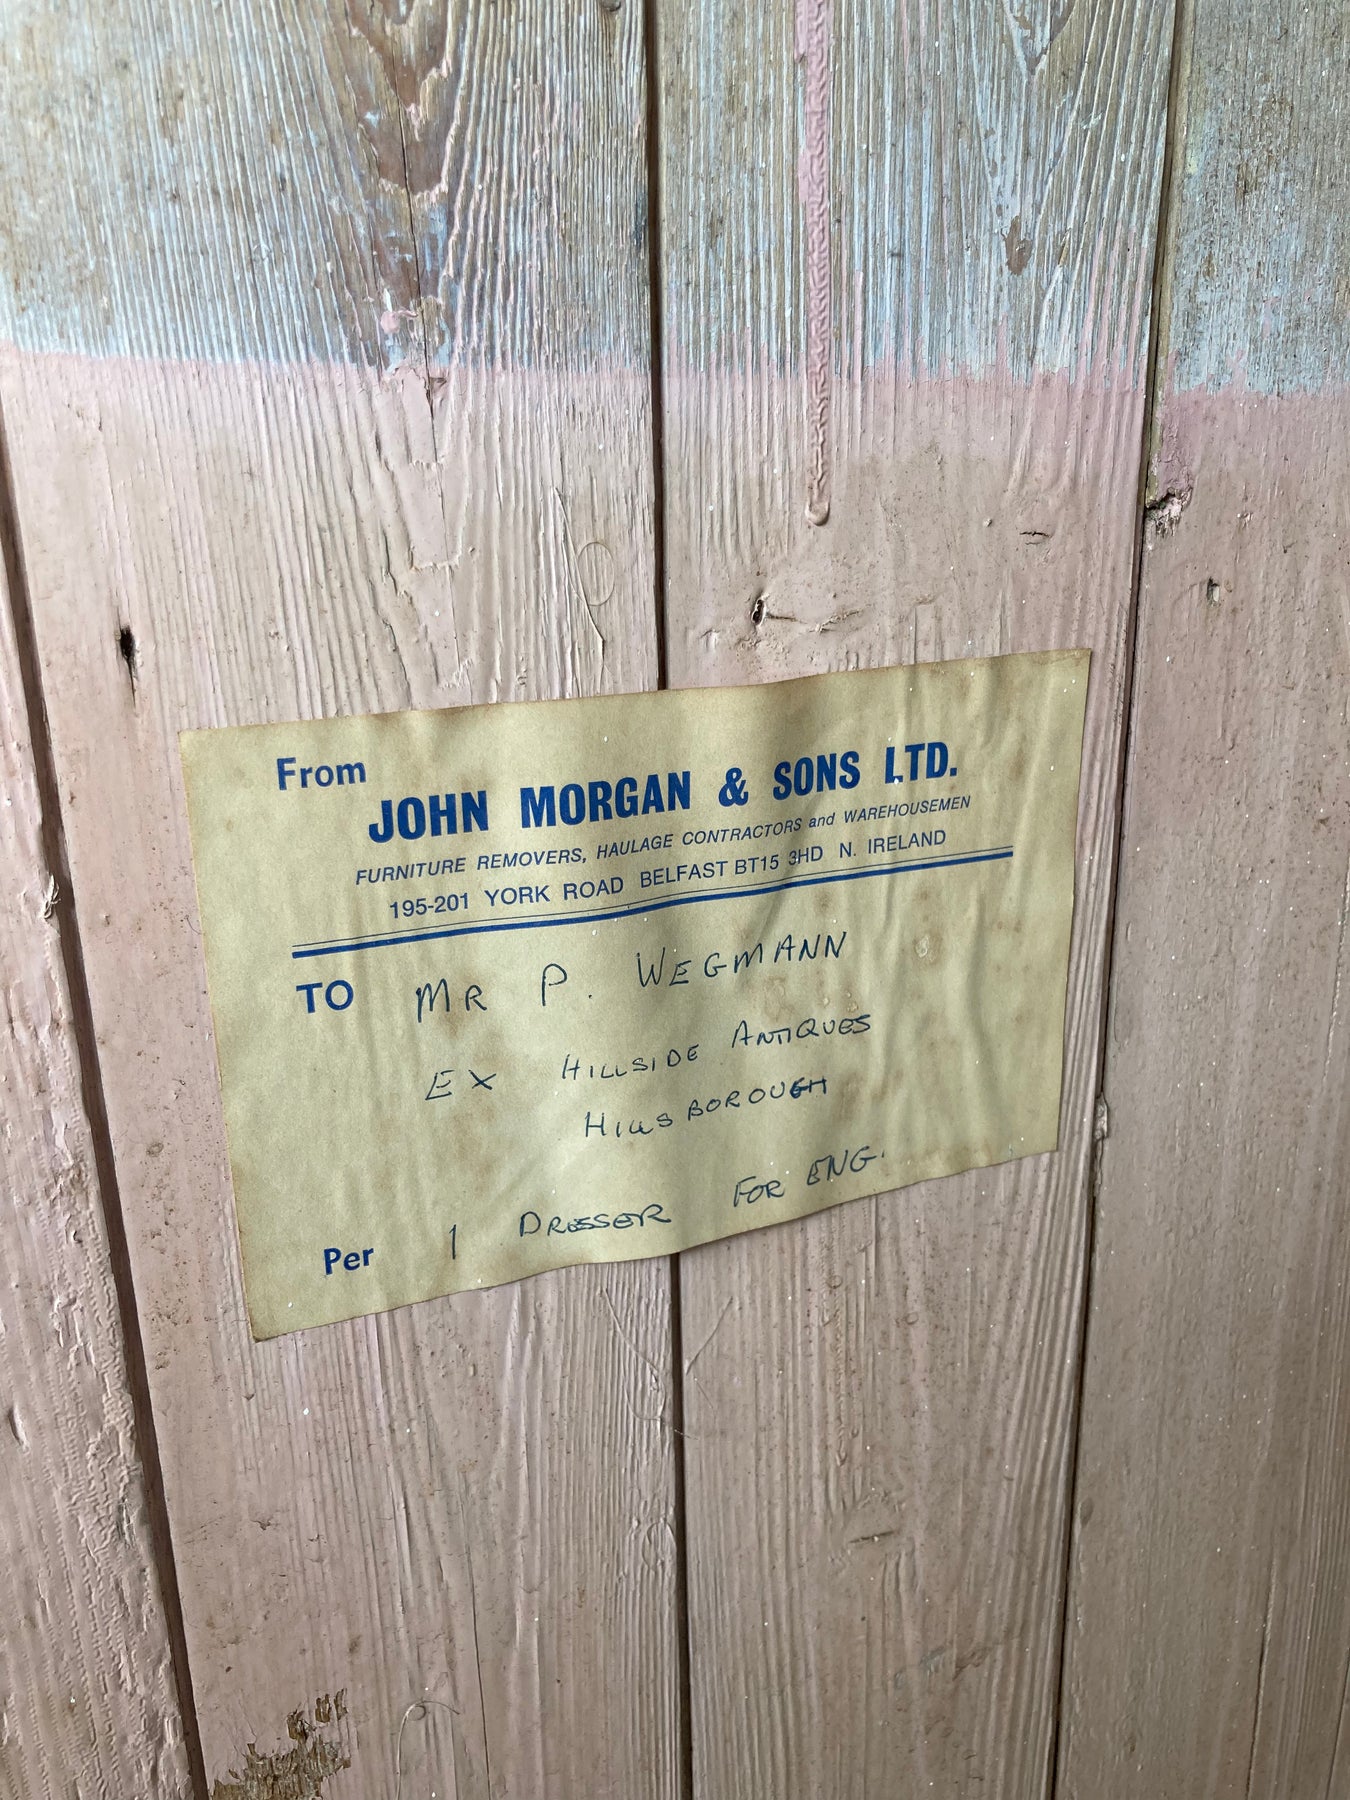 From
JOHN MORGAN & SONS LTD.
FURNITURE REMOVERS, HAULAGE CONTRACTORS and WAREHOUSEMEN
195-201 YORK ROAD BELFAST BT15 3HD N. IRELAND
TO MR P. WEGMANN
EX HILLSIDE ANTIQUES
HILLSBOROUGH
Per 1 DRESSER FOR ENG.